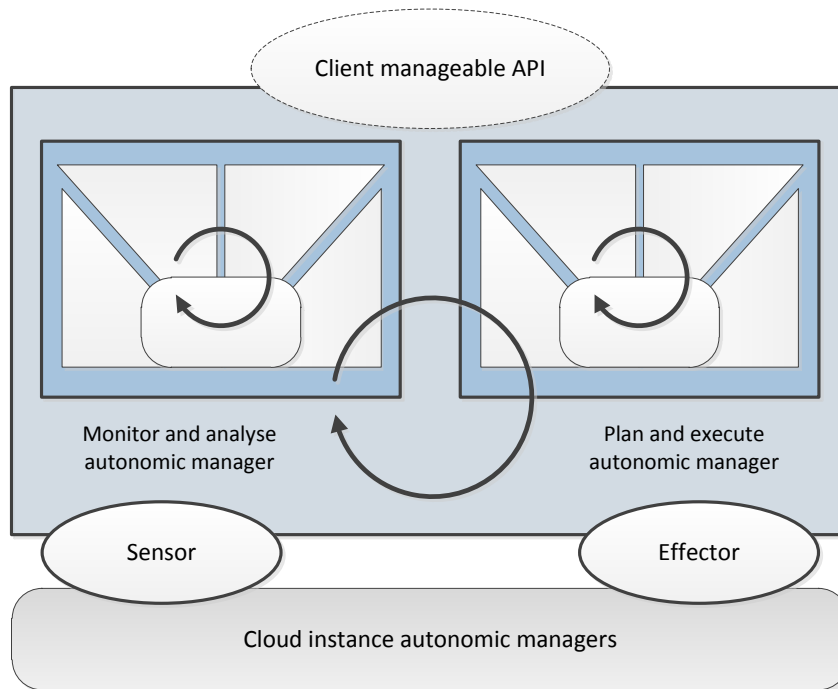 Client manageable API
Monitor and analyse
autonomic manager
Plan and execute
autonomic manager
Sensor
Effector
Cloud instance autonomic managers